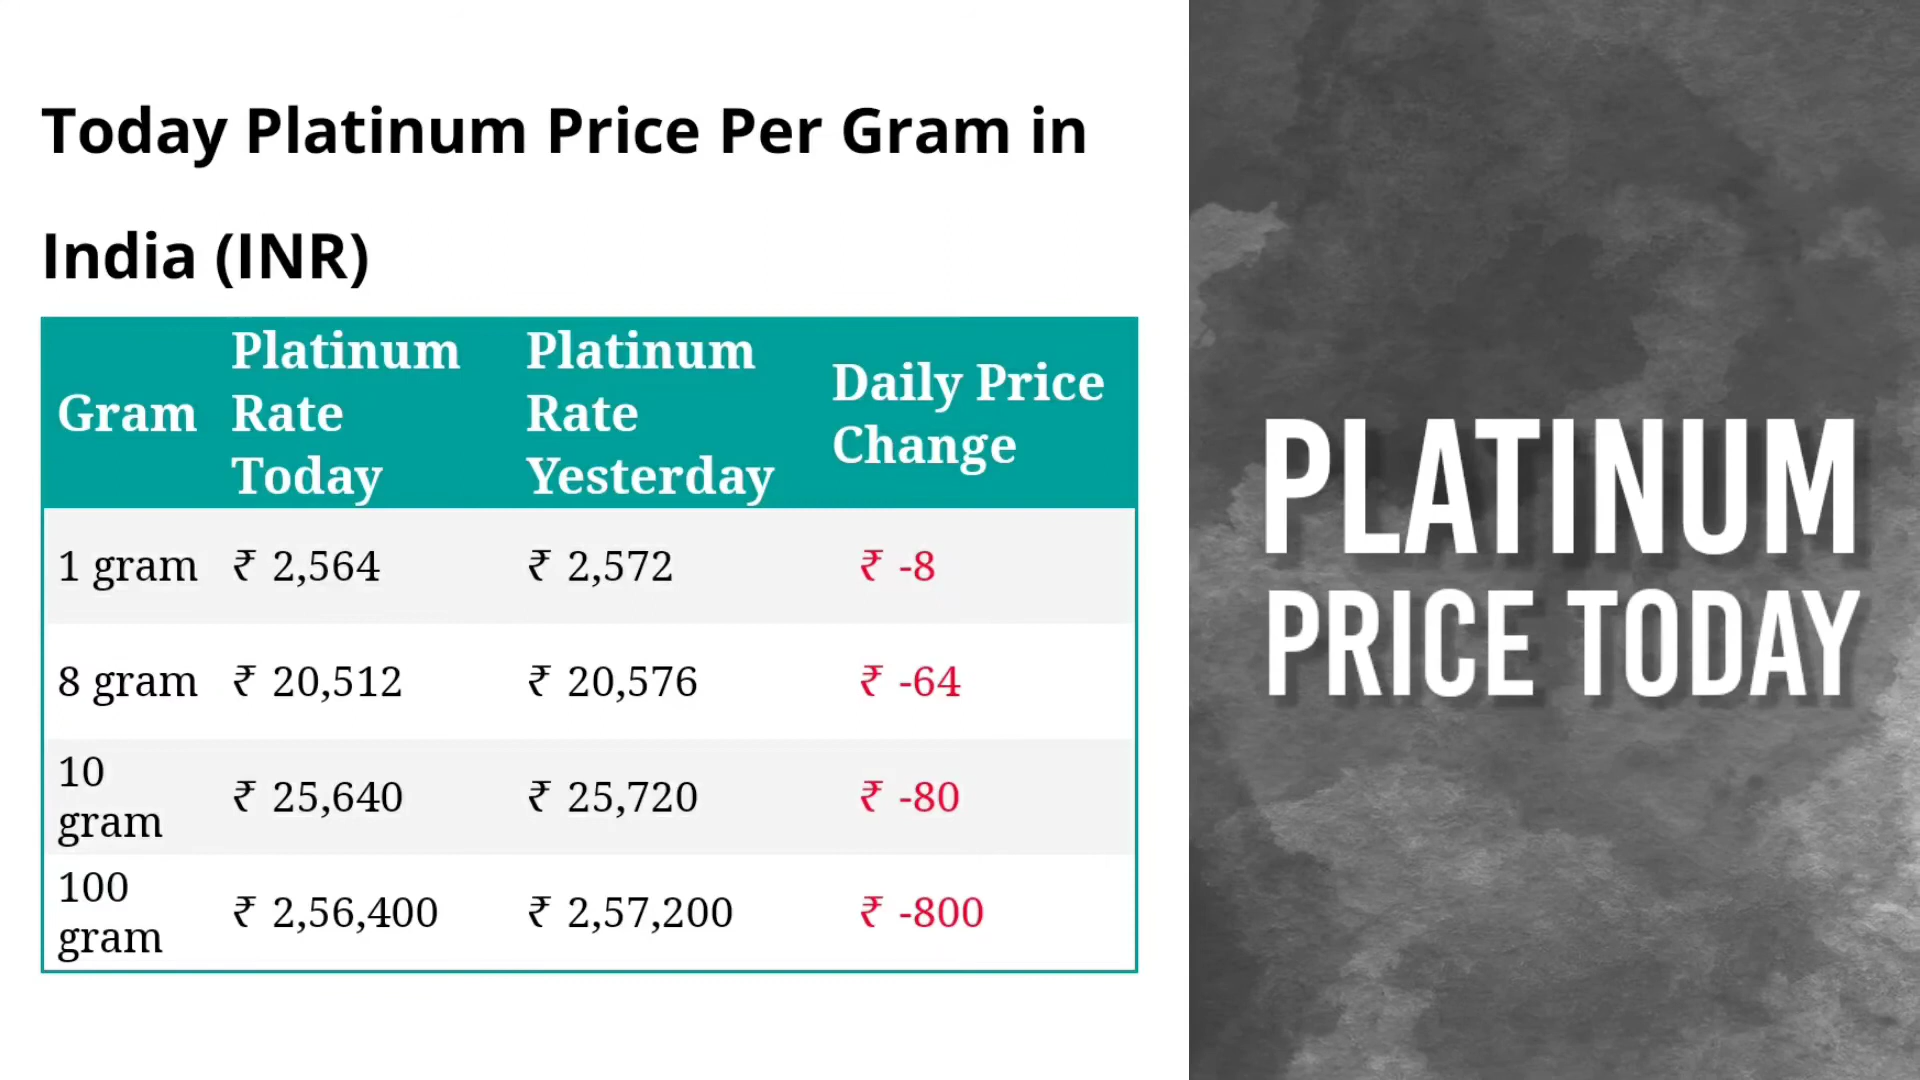 Today Platinum Price Per Gram in
India (INR)
Gram
Platinum
Rate
Today
Platinum
Rate
Yesterday
Daily Price
Change
1 gram ₹ 2,564 ₹ 2,572 ₹ -8
8 gram ₹ 20,512 ₹ 20,576 ₹ -64
10
gram
₹ 25,640 ₹ 25,720 ₹ -80
100
gram
₹ 2,56,400 ₹ 2,57,200 ₹ -800
PLATINUM
PRICE TODAY